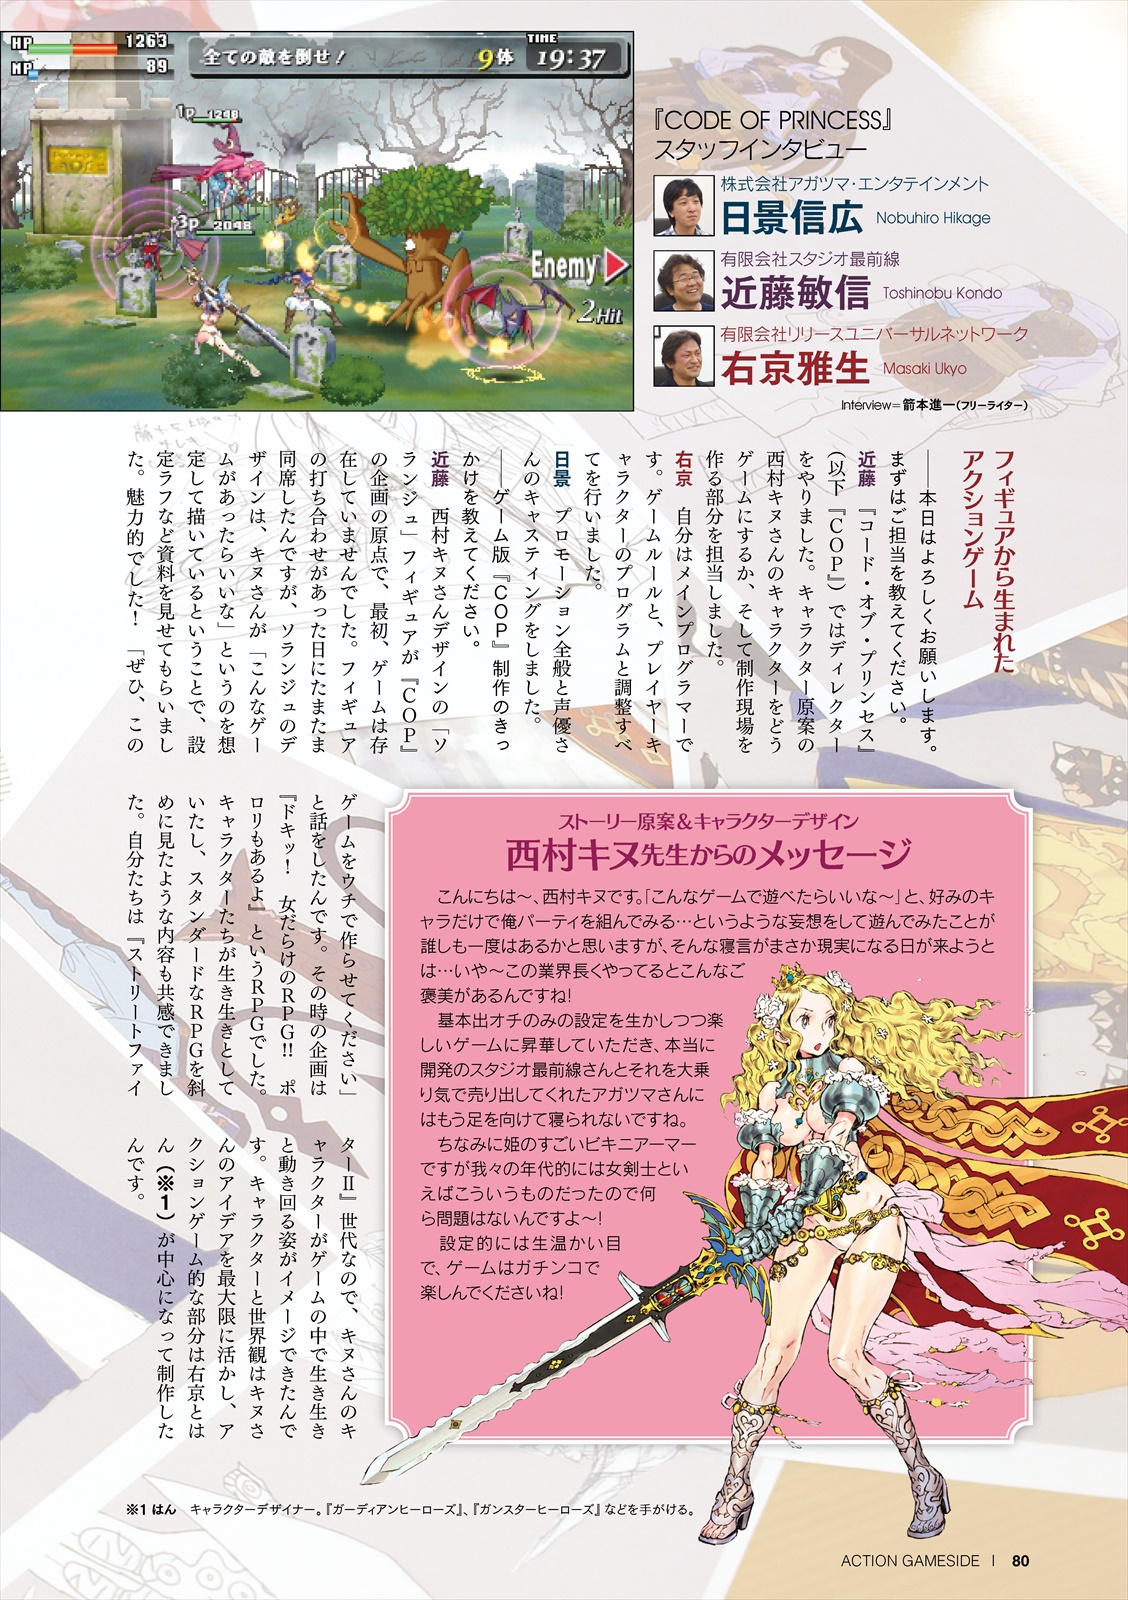 HP 1263
MP 89
全ての敵を倒せ！ 9体
TIME 19:37
1P 1248
3P 2048
Enemy
2Hit
『CODE OF PRINCESS』
スタッフインタビュー
株式会社アガツマ・エンタテインメント
日景信広 Nobuhiro Hikage
有限会社スタジオ最前線
近藤敏信 Toshinobu Kondo
有限会社リリースユニバーサルネットワーク
右京雅生 Masaki Ukyo
Interview＝箭本進一（フリーライター）
フィギュアから生まれた
アクションゲーム
――本日はよろしくお願いします。
まずはご担当を教えてください。
近藤　『コード・オブ・プリンセス』
（以下『ＣＯＰ』）ではディレクター
をやりました。キャラクター原案の
西村キヌさんのキャラクターをどう
ゲームにするか、そして制作現場を
作る部分を担当しました。
右京　自分はメインプログラマーで
す。ゲームルールと、プレイヤーキ
ャラクターのプログラムと調整すべ
てを行いました。
日景　プロモーション全般と声優さ
んのキャスティングをしました。
――ゲーム版『ＣＯＰ』制作のきっ
かけを教えてください。
近藤　西村キヌさんデザインの「ソ
ランジュ」フィギュアが『ＣＯＰ』
の企画の原点で、最初、ゲームは存
在していませんでした。フィギュア
の打ち合わせがあった日にたまたま
同席したんですが、ソランジュのデ
ザインは、キヌさんが「こんなゲー
ムがあったらいいな」というのを想
定して描いているということで、設
定ラフなど資料を見せてもらいまし
た。魅力的でした！　「ぜひ、この
ゲームをウチで作らせてください」
と話をしたんです。その時の企画は
『ドキッ！　女だらけのＲＰＧ!!　ポ
ロリもあるよ』というＲＰＧでした。
キャラクターたちが生き生きとして
いたし、スタンダードなＲＰＧを斜
めに見たような内容も共感できまし
た。自分たちは『ストリートファイ
ターⅡ』世代なので、キヌさんのキ
ャラクターがゲームの中で生き生き
と動き回る姿がイメージできたんで
す。キャラクターと世界観はキヌさ
んのアイデアを最大限に活かし、ア
クションゲーム的な部分は右京とは
ん（※１）が中心になって制作した
んです。
ストーリー原案＆キャラクターデザイン
西村キヌ先生からのメッセージ
こんにちは〜、西村キヌです。「こんなゲームで遊べたらいいな〜」と、好みのキ
ャラだけで俺パーティを組んでみる…というような妄想をして遊んでみたことが
誰しも一度はあるかと思いますが、そんな寝言がまさか現実になる日が来ようと
は…いや〜この業界長くやってるとこんなご
褒美があるんですね！
基本出オチのみの設定を生かしつつ楽
しいゲームに昇華していただき、本当に
開発のスタジオ最前線さんとそれを大乗
り気で売り出してくれたアガツマさんに
はもう足を向けて寝られないですね。
ちなみに姫のすごいビキニアーマー
ですが我々の年代的には女剣士とい
えばこういうものだったので何
ら問題はないんですよ〜！
設定的には生温かい目
で、ゲームはガチンコで
楽しんでくださいね！
※1 はん　キャラクターデザイナー。『ガーディアンヒーローズ』、『ガンスターヒーローズ』などを手がける。
ACTION GAMESIDE | 80